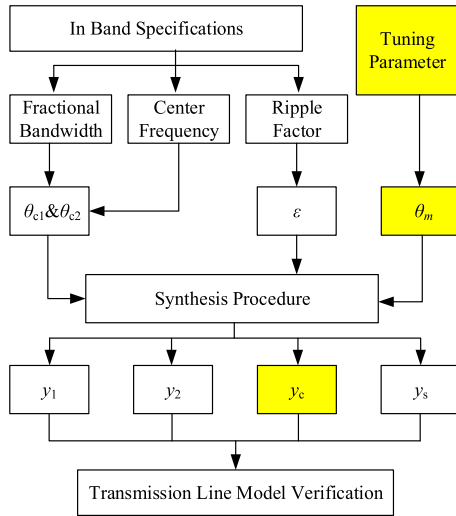 In Band Specifications
Tuning
Parameter
Fractional
Bandwidth
Center
Frequency
Ripple
Factor
θc1&θc2
ε
θm
Synthesis Procedure
y1
y2
yc
ys
Transmission Line Model Verification